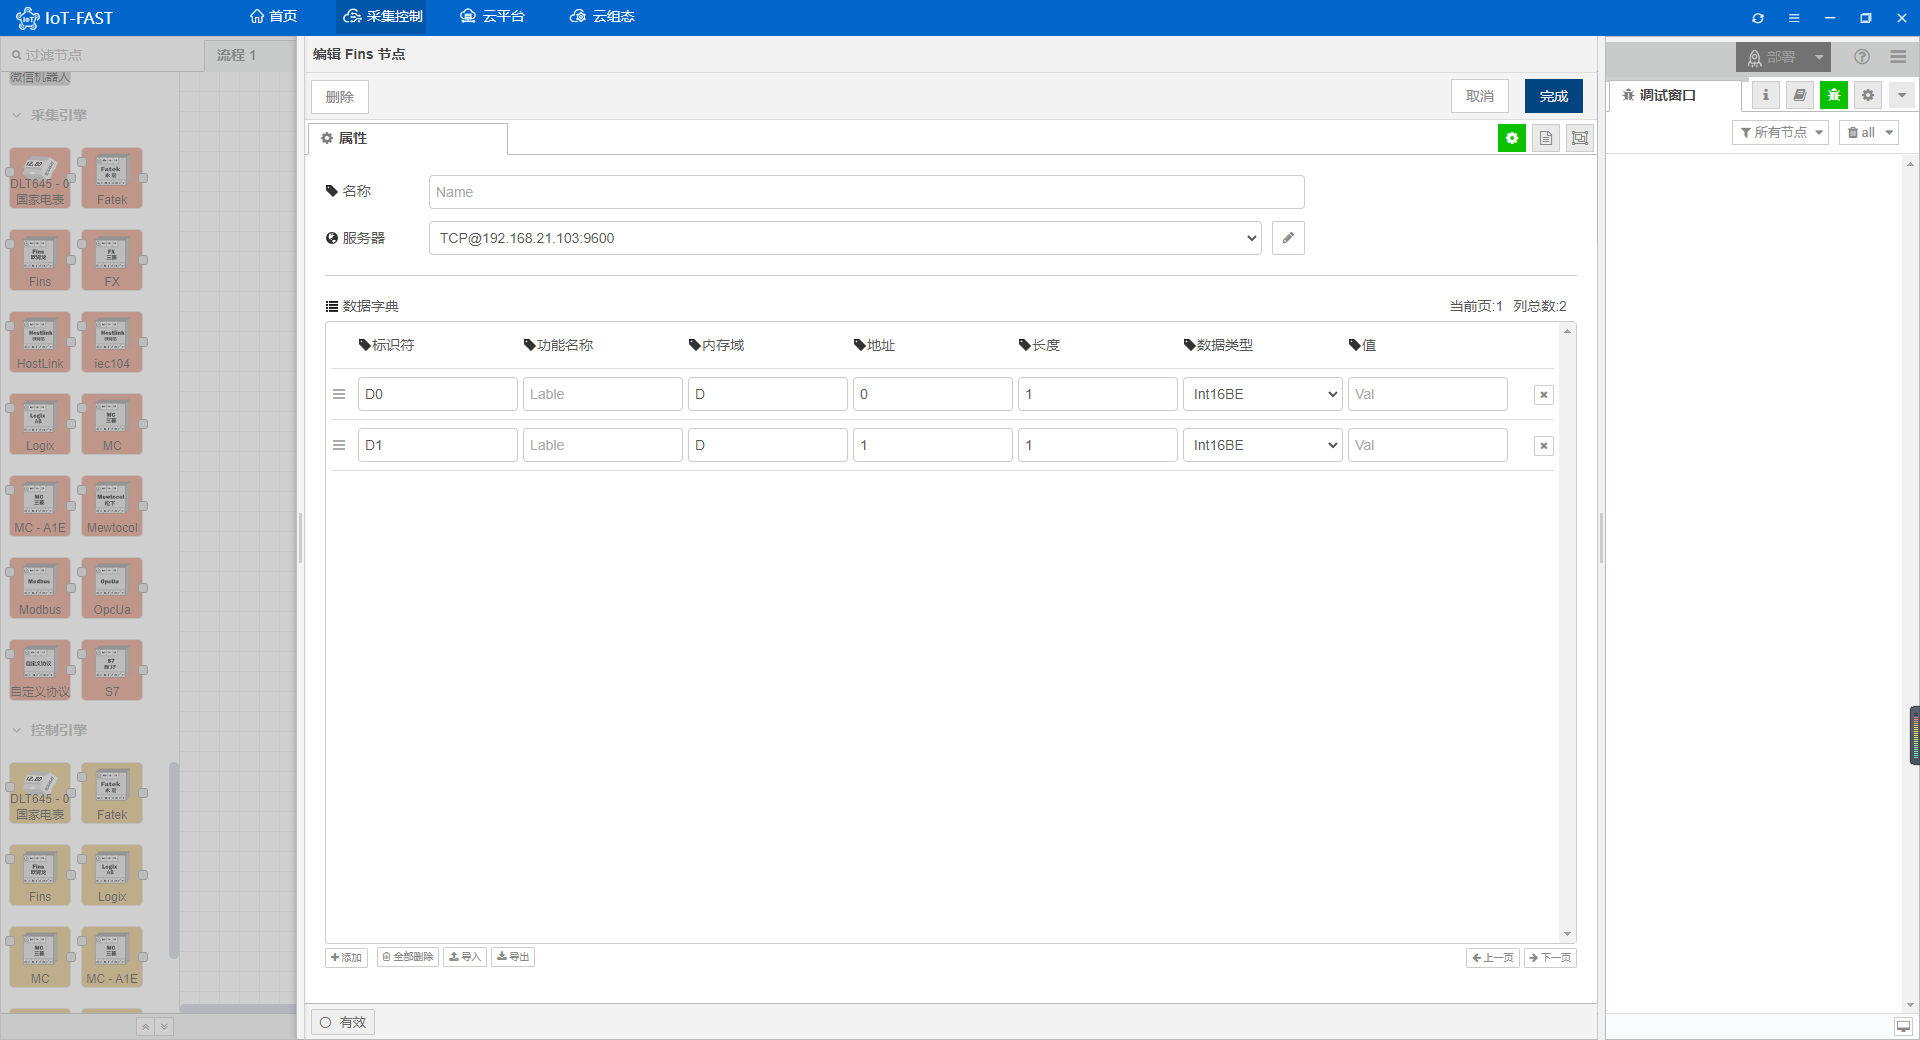 IoT-FAST
首页
采集控制
云平台
云组态
过滤节点
流程 1
编辑 Fins 节点
部署
微信机器人
删除
取消
完成
调试窗口
采集引擎
属性
所有节点
all
DLT645 - 0
国家电表
Fatek
名称
Name
服务器
TCP@192.168.21.103:9600
Fins
FX
数据字典
当前页:1 列总数:2
标识符
功能名称
内存域
地址
长度
数据类型
值
HostLink
iec104
D0
Lable
D
0
1
Int16BE
Val
D1
Lable
D
1
1
Int16BE
Val
Logix
MC
MC - A1E
Mewtocol
Modbus
OpcUa
自定义协议
S7
控制引擎
DLT645 - 0
国家电表
Fatek
Fins
Logix
MC
MC - A1E
添加
全部删除
导入
导出
上一页
下一页
有效